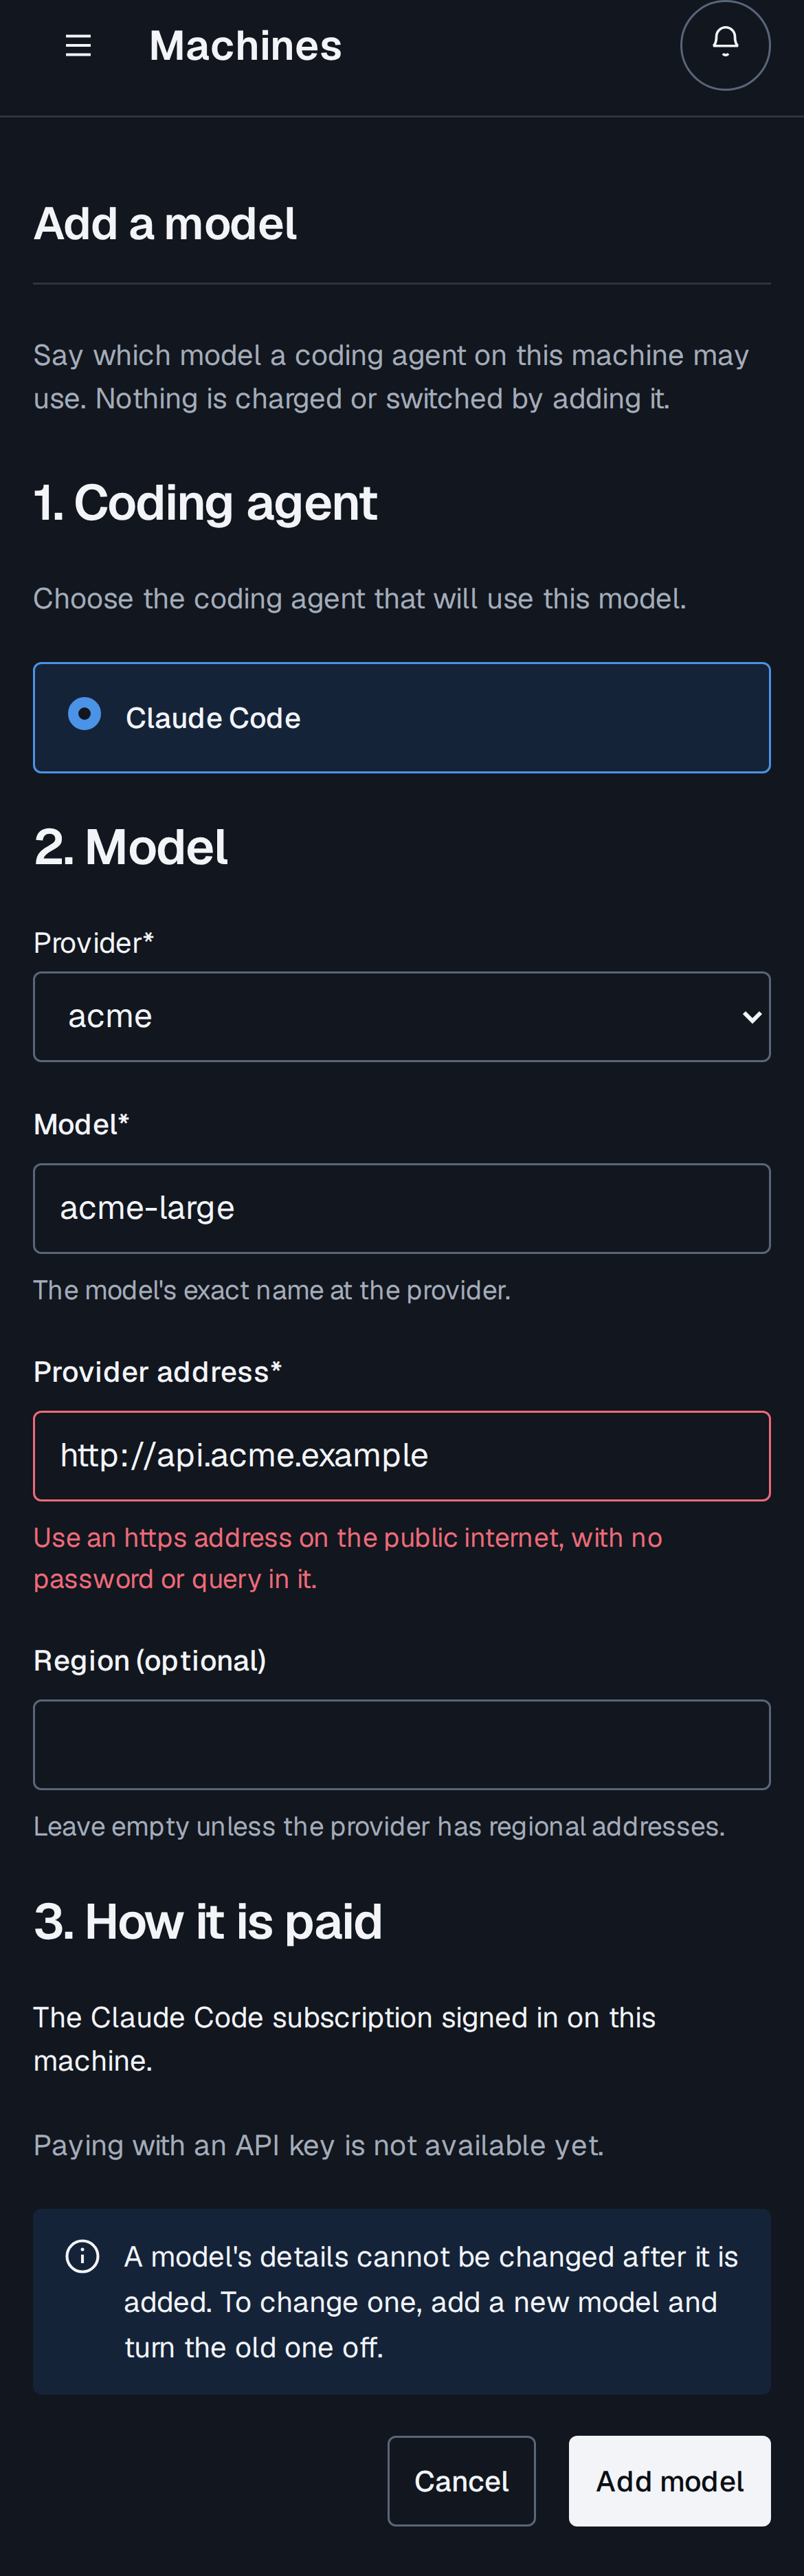 Machines
Add a model
Say which model a coding agent on this machine may
use. Nothing is charged or switched by adding it.
1. Coding agent
Choose the coding agent that will use this model.
Claude Code
2. Model
Provider*
acme
Model*
acme-large
The model's exact name at the provider.
Provider address*
http://api.acme.example
Use an https address on the public internet, with no
password or query in it.
Region (optional)
Leave empty unless the provider has regional addresses.
3. How it is paid
The Claude Code subscription signed in on this
machine.
Paying with an API key is not available yet.
A model's details cannot be changed after it is
added. To change one, add a new model and
turn the old one off.
Cancel
Add model